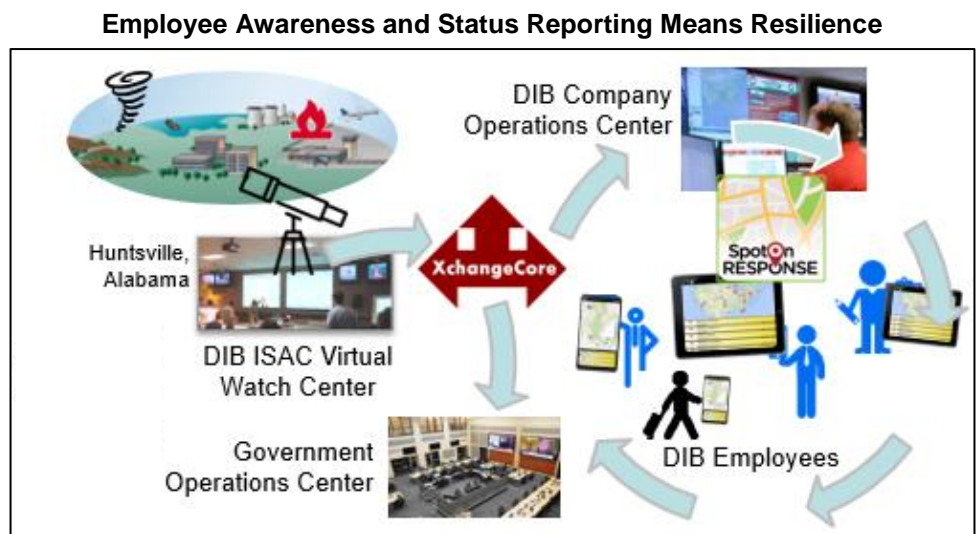 Employee Awareness and Status Reporting Means Resilience
DIB Company
Operations Center
Huntsville,
Alabama
XchangeCore
SpotOn
RESPONSE
DIB ISAC Virtual
Watch Center
Government
Operations Center
DIB Employees